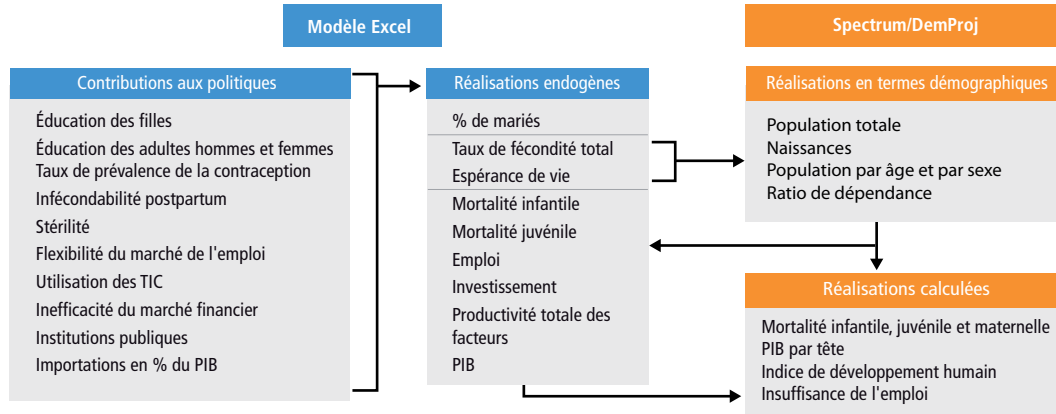 Modèle Excel
Spectrum/DemProj
Contributions aux politiques
Éducation des filles
Éducation des adultes hommes et femmes
Taux de prévalence de la contraception
Infécondabilité postpartum
Stérilité
Flexibilité du marché de l'emploi
Utilisation des TIC
Inefficacité du marché financier
Institutions publiques
Importations en % du PIB
Réalisations endogènes
% de mariés
Taux de fécondité total
Espérance de vie
Mortalité infantile
Mortalité juvénile
Emploi
Investissement
Productivité totale des
facteurs
PIB
Réalisations en termes démographiques
Population totale
Naissances
Population par âge et par sexe
Ratio de dépendance
Réalisations calculées
Mortalité infantile, juvénile et maternelle
PIB par tête
Indice de développement humain
Insuffisance de l'emploi